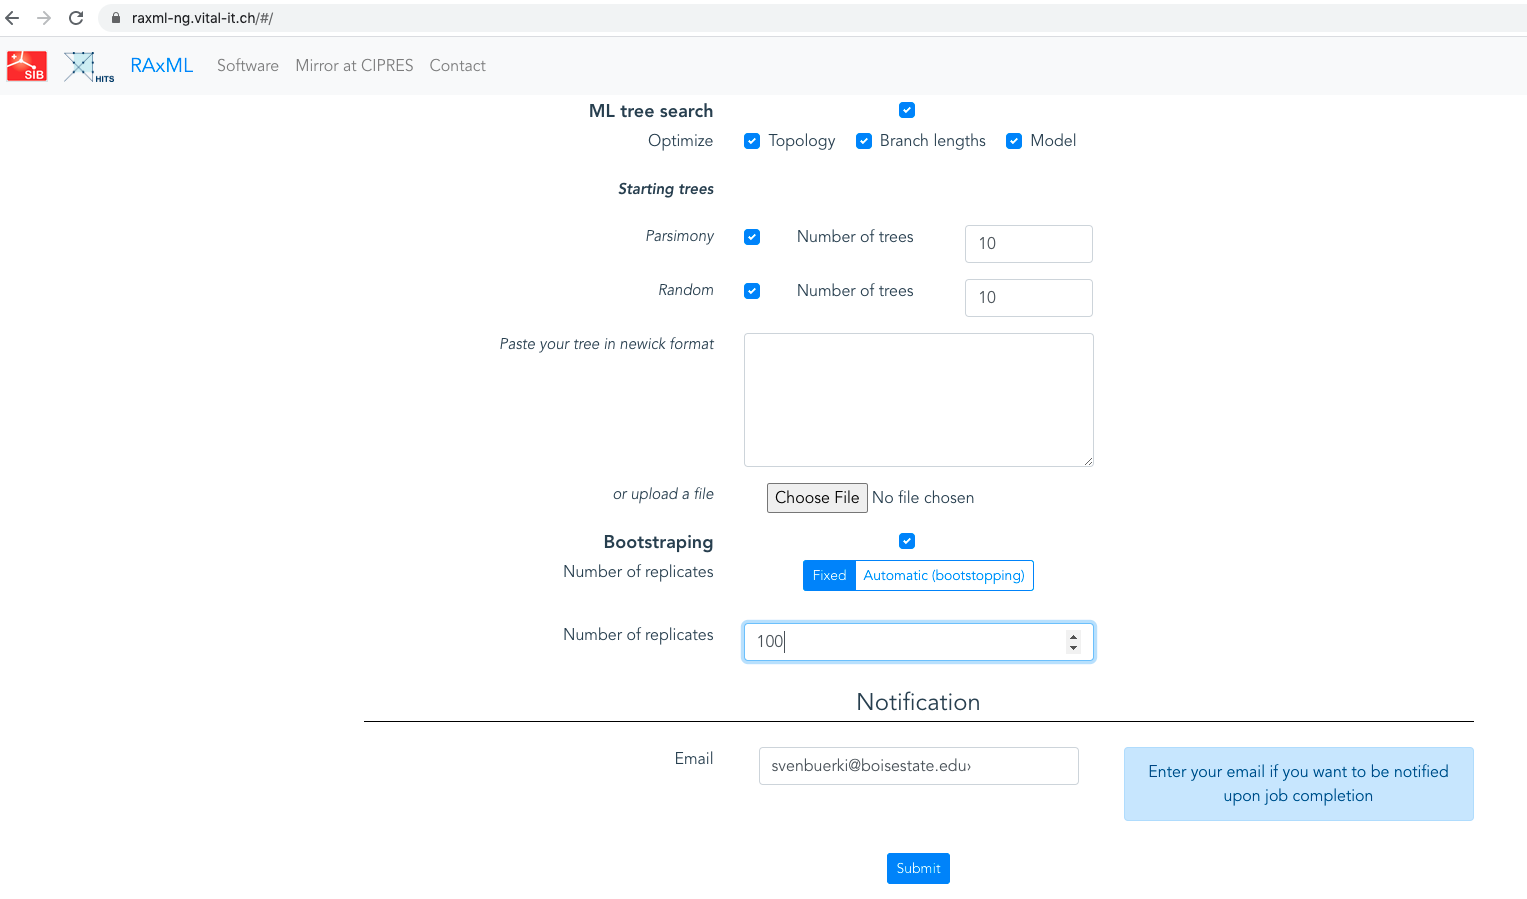 raxml-ng.vital-it.ch/#/
SIB HITS RAxML Software Mirror at CIPRES Contact
ML tree search
Optimize Topology Branch lengths Model
Starting trees
Parsimony Number of trees 10
Random Number of trees 10
Paste your tree in newick format
or upload a file Choose File No file chosen
Bootstraping
Number of replicates Fixed Automatic (bootstopping)
Number of replicates 100
Notification
Email svenbuerki@boisestate.edu› Enter your email if you want to be notified
upon job completion
Submit